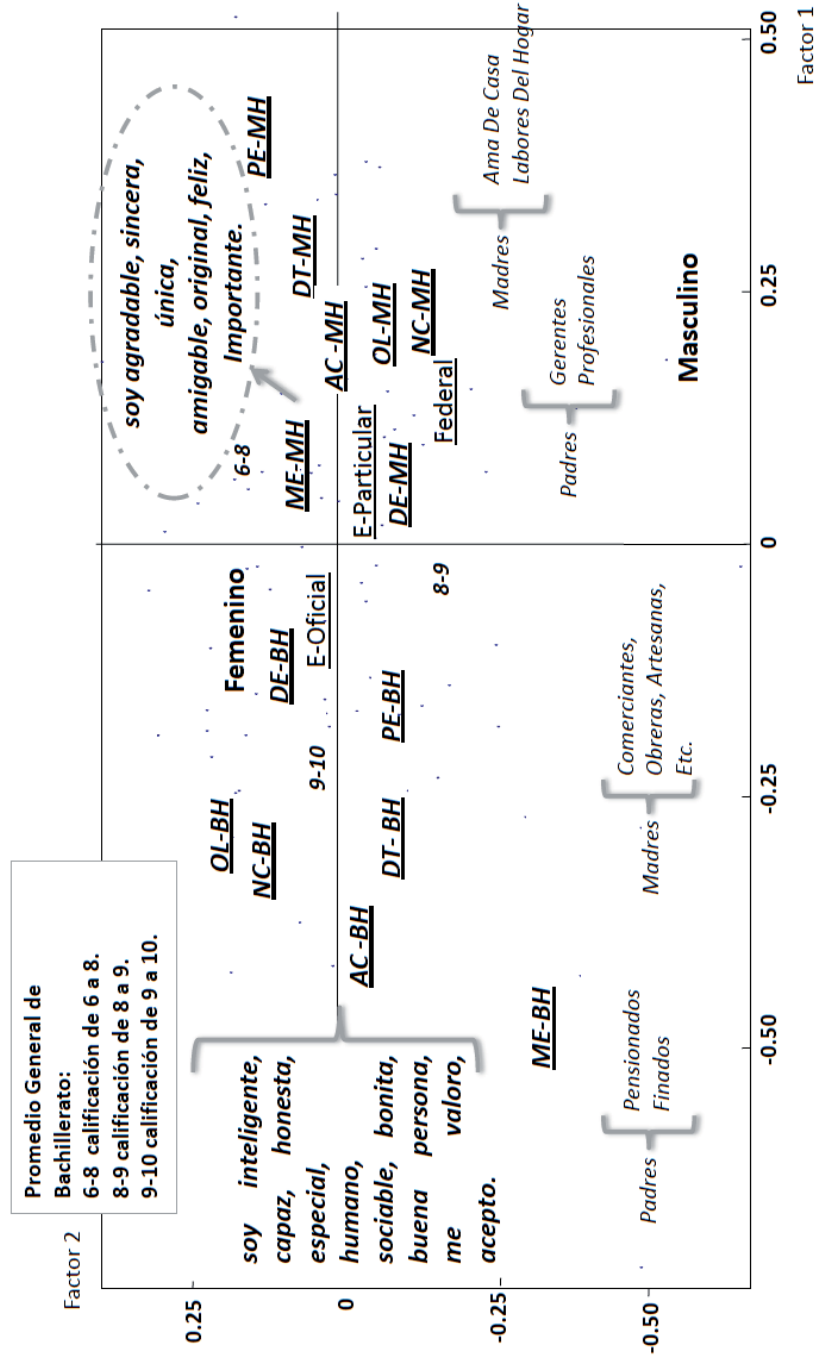 Factor 2
Promedio General de
Bachillerato:
6-8 calificación de 6 a 8.
8-9 calificación de 8 a 9.
9-10 calificación de 9 a 10.
soy agradable, sincera,
única,
amigable, original, feliz,
Importante.
PE-MH
DT-MH
AC -MH
ME-MH
6-8
OL-MH
NC-MH
E-Particular
DE-MH
Federal
Femenino
DE-BH
E-Oficial
OL-BH
NC-BH
9-10
8-9
PE-BH
DT- BH
AC -BH
ME-BH
soy inteligente,
capaz, honesta,
especial,
humano,
sociable, bonita,
buena persona,
me valoro,
acepto.
Padres
Pensionados
Finados
Madres
Comerciantes,
Obreras, Artesanas,
Etc.
Padres
Gerentes
Profesionales
Madres
Ama De Casa
Labores Del Hogar
Masculino
0.25
0
-0.25
-0.50
-0.50
-0.25
0
0.25
0.50
Factor 1